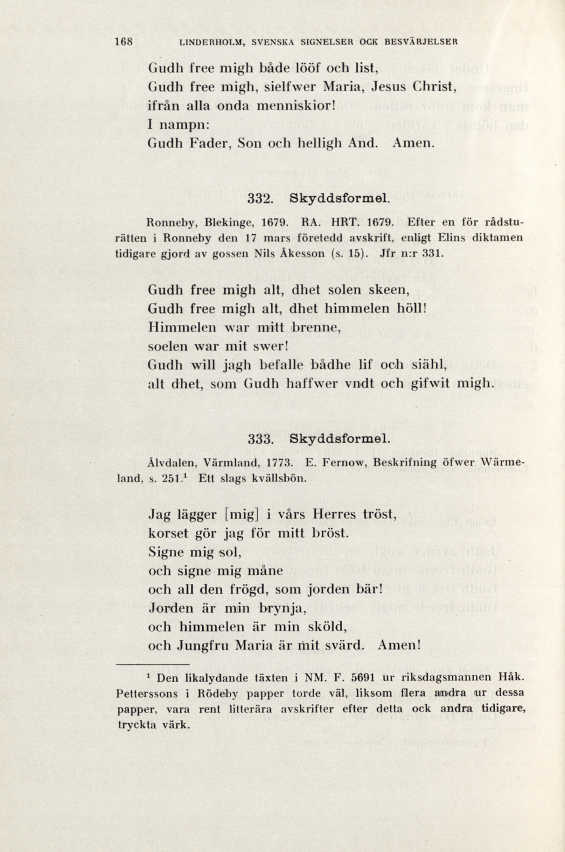 168 LINDERHOLM, SVENSKA SIGNELSER OCK BESVÄRJELSER
Gudh free migh både lööf och list,
Gudh free migh, sielfwer Maria, Jesus Christ,
ifrån alla onda menniskior!
I nampn:
Gudh Fader, Son och helligh And. Amen.
332. Skyddsformel.
Ronneby, Blekinge, 1679. RA. HRT. 1679. Efter en för rådstu-
rätten i Ronneby den 17 mars företedd avskrift, enligt Elins diktamen
tidigare gjord av gossen Nils Åkesson (s. 15). Jfr n:r 331.
Gudh free migh alt, dhet solen skeen,
Gudh free migh alt, dhet himmelen höll!
Himmelen war mitt brenne,
soelen war mit swer!
Gudh will jagh befalle bådhe lif och siähl,
alt dhet, som Gudh haffwer vndt och gifwit migh.
333. Skyddsformel.
Älvdalen, Värmland, 1773. E. Fernow, Beskrifning öfwer Wärme-
land, s. 251.¹ Ett slags kvällsbön.
Jag lägger [mig] i vårs Herres tröst,
korset gör jag för mitt bröst.
Signe mig sol,
och signe mig måne
och all den frögd, som jorden bär!
Jorden är min brynja,
och himmelen är min sköld,
och Jungfru Maria är mit svärd. Amen!
¹ Den likalydande täxten i NM. F. 5691 ur riksdagsmannen Håk.
Petterssons i Rödeby papper torde väl, liksom flera andra ur dessa
papper, vara rent litterära avskrifter efter detta ock andra tidigare,
tryckta värk.